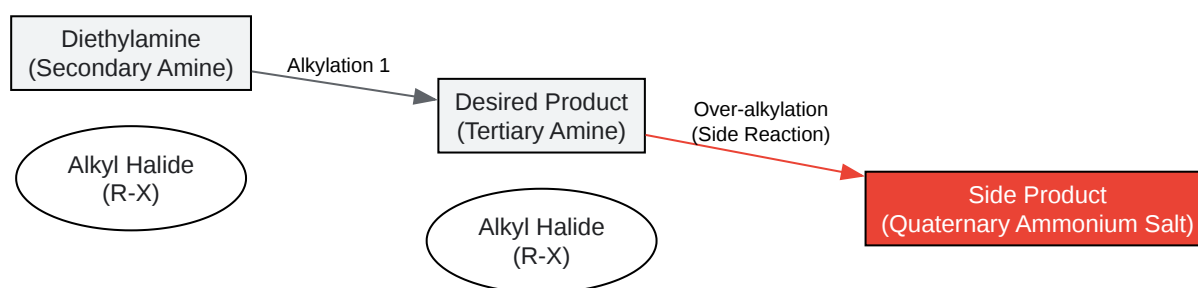 Diethylamine
(Secondary Amine)
Alkylation 1
Alkyl Halide
(R-X)
Desired Product
(Tertiary Amine)
Over-alkylation
(Side Reaction)
Alkyl Halide
(R-X)
Side Product
(Quaternary Ammonium Salt)